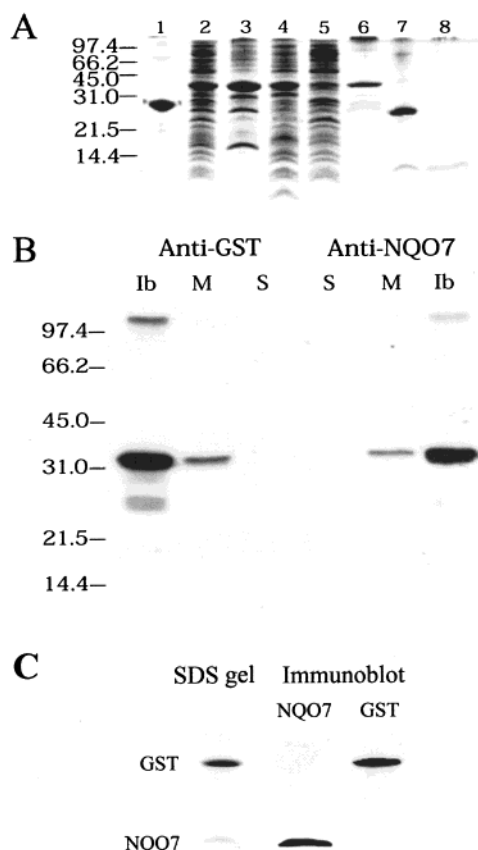 A
1 2 3 4 5 6 7 8
97.4–
66.2–
45.0–
31.0–
21.5–
14.4–
B
Anti-GST Anti-NQO7
Ib M S S M Ib
97.4–
66.2–
45.0–
31.0–
21.5–
14.4–
C
SDS gel Immunoblot
NQO7 GST
GST
NQO7